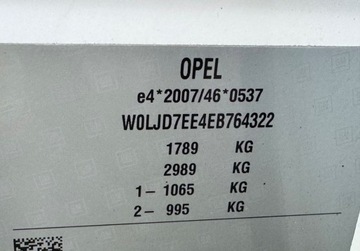 OPEL
e4*2007/46*0537
W0LJD7EE4EB764322
1789 KG
2989 KG
1- 1065 KG
2- 995 KG